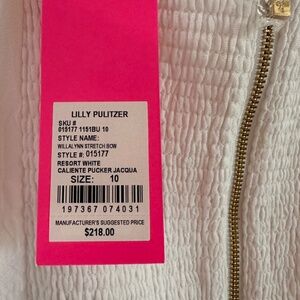 LILLY PULITZER
SKU #
015177 1151BU 10
STYLE NAME:
WILLALYNN STRETCH BOW
STYLE #: 015177
RESORT WHITE
CALIENTE PUCKER JACQUA
SIZE: 10
197367 074031
MANUFACTURER'S SUGGESTED PRICE
$218.00